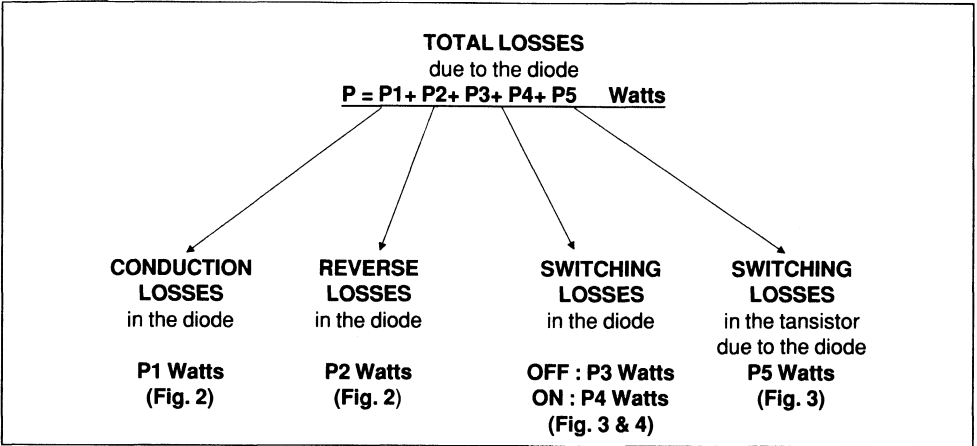 TOTAL LOSSES
due to the diode
P = P1+ P2+ P3+ P4+ P5 Watts
CONDUCTION
LOSSES
in the diode
P1 Watts
(Fig. 2)
REVERSE
LOSSES
in the diode
P2 Watts
(Fig. 2)
SWITCHING
LOSSES
in the diode
OFF : P3 Watts
ON : P4 Watts
(Fig. 3 & 4)
SWITCHING
LOSSES
in the tansistor
due to the diode
P5 Watts
(Fig. 3)